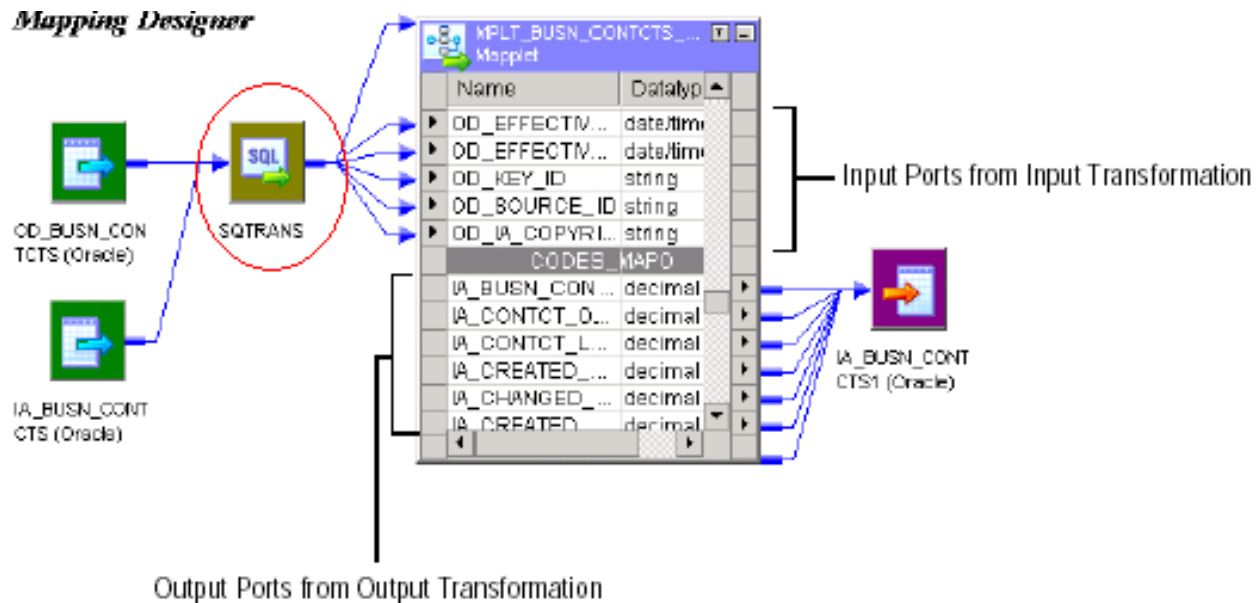 Mapping Designer
MPLT_BUSN_CONTCTS_...
Mapplet
Name Datatyp
OD_EFFECTIV... date/time
OD_EFFECTIV... date/time
OD_KEY_ID string
OD_SOURCE_ID string
OD_IA_COPYRI... string
CODES_MAPO
IA_BUSN_CON... decimal
IA_CONTCT_O... decimal
IA_CONTCT_L... decimal
IA_CREATED_... decimal
IA_CHANGED_... decimal
IA_CREATED decimal
SQL
OD_BUSN_CON
TCTS (Oracle)
SQTRANS
IA_BUSN_CONT
CTS (Oracle)
Input Ports from Input Transformation
IA_BUSN_CONT
CTS1 (Oracle)
Output Ports from Output Transformation